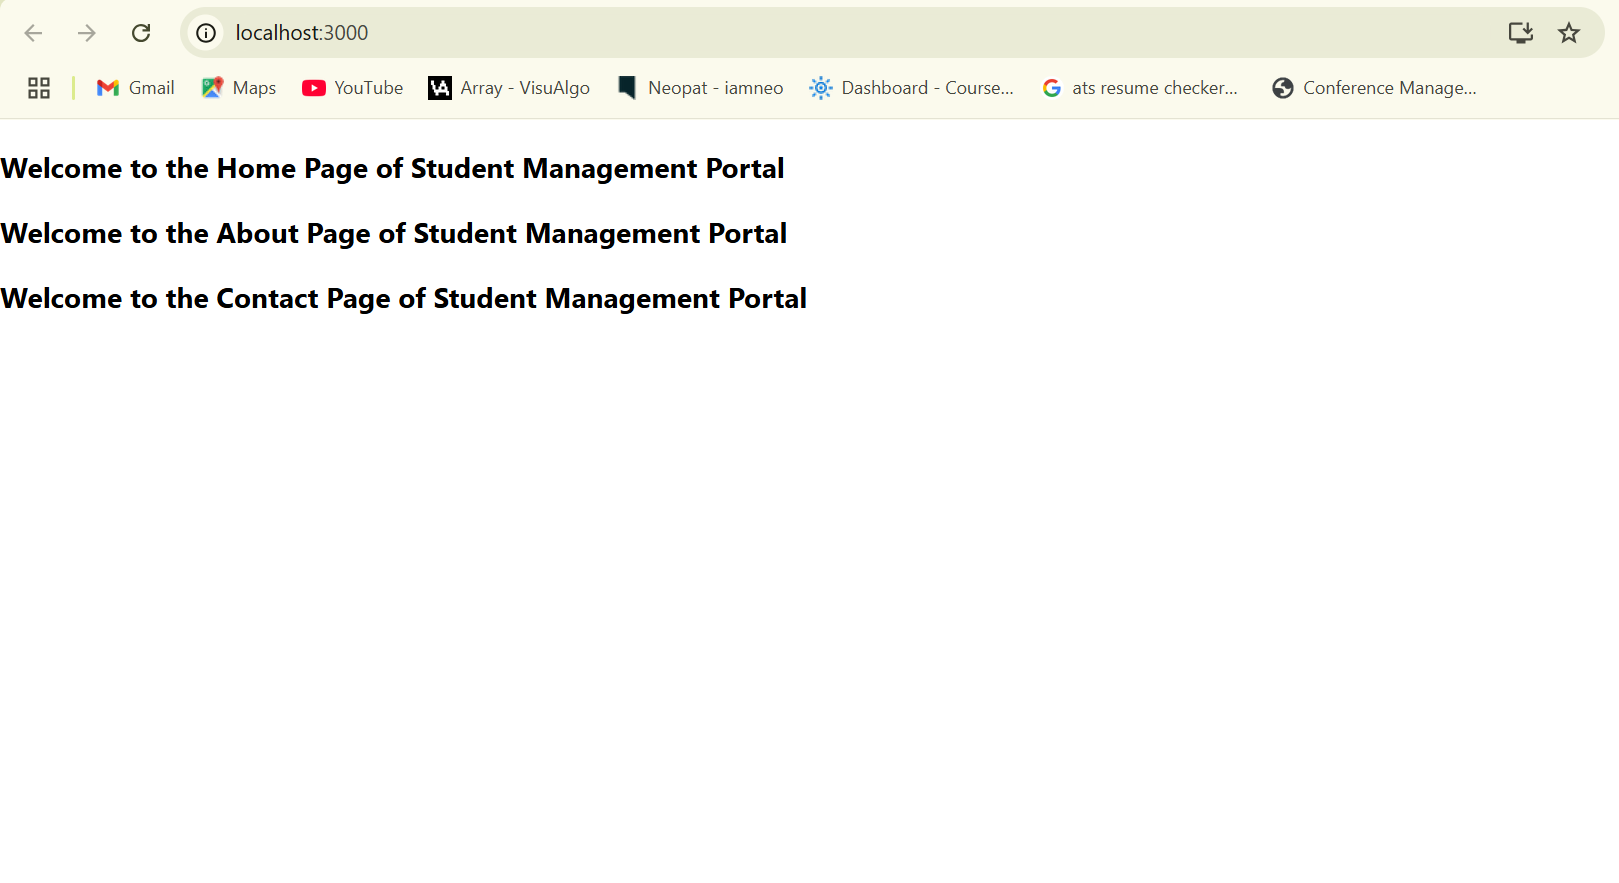 localhost:3000
Gmail Maps YouTube Array - VisuAlgo Neopat - iamneo Dashboard - Course... ats resume checker... Conference Manage...
Welcome to the Home Page of Student Management Portal
Welcome to the About Page of Student Management Portal
Welcome to the Contact Page of Student Management Portal